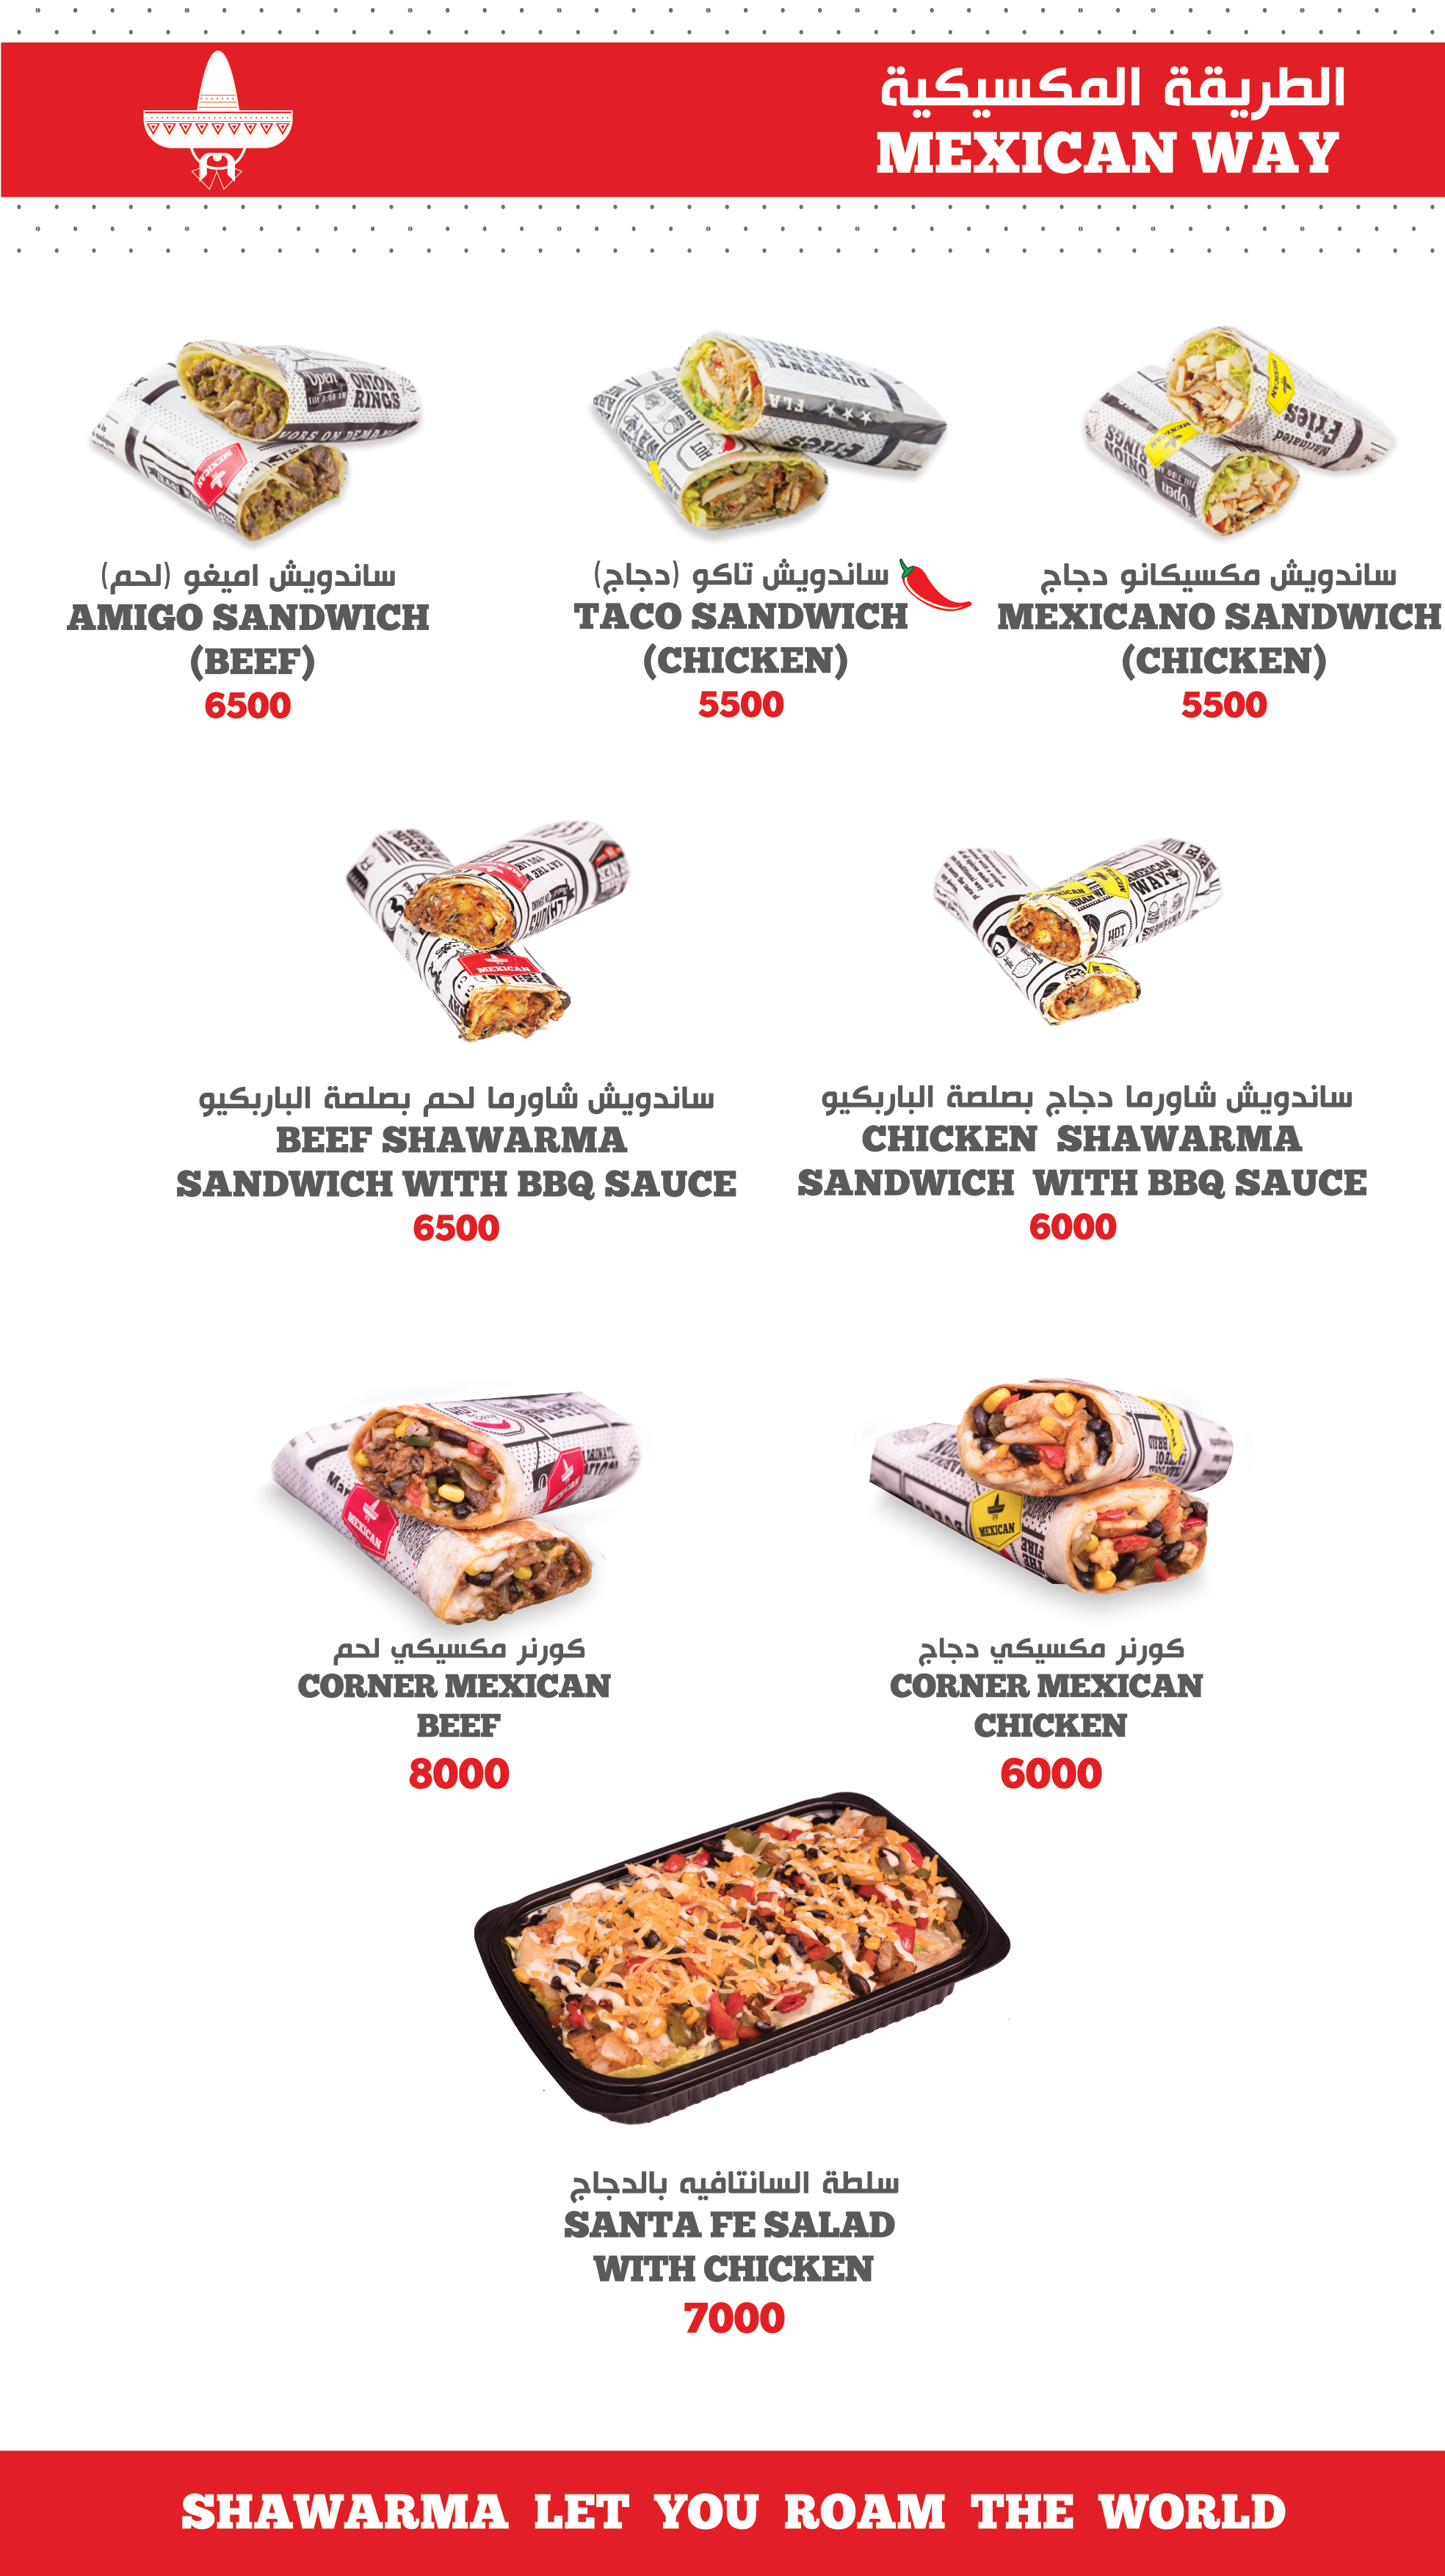 الطريقة المكسيكية
MEXICAN WAY
ساندويش اميغو (لحم)
AMIGO SANDWICH
(BEEF)
6500
ساندويش تاكو (دجاج)
TACO SANDWICH
(CHICKEN)
5500
ساندويش مكسيكانو دجاج
MEXICANO SANDWICH
(CHICKEN)
5500
ساندويش شاورما لحم بصلصة الباربكيو
BEEF SHAWARMA
SANDWICH WITH BBQ SAUCE
6500
ساندويش شاورما دجاج بصلصة الباربكيو
CHICKEN SHAWARMA
SANDWICH WITH BBQ SAUCE
6000
كورنر مكسيكي لحم
CORNER MEXICAN
BEEF
8000
كورنر مكسيكي دجاج
CORNER MEXICAN
CHICKEN
6000
سلطة السانتافيه بالدجاج
SANTA FE SALAD
WITH CHICKEN
7000
SHAWARMA LET YOU ROAM THE WORLD